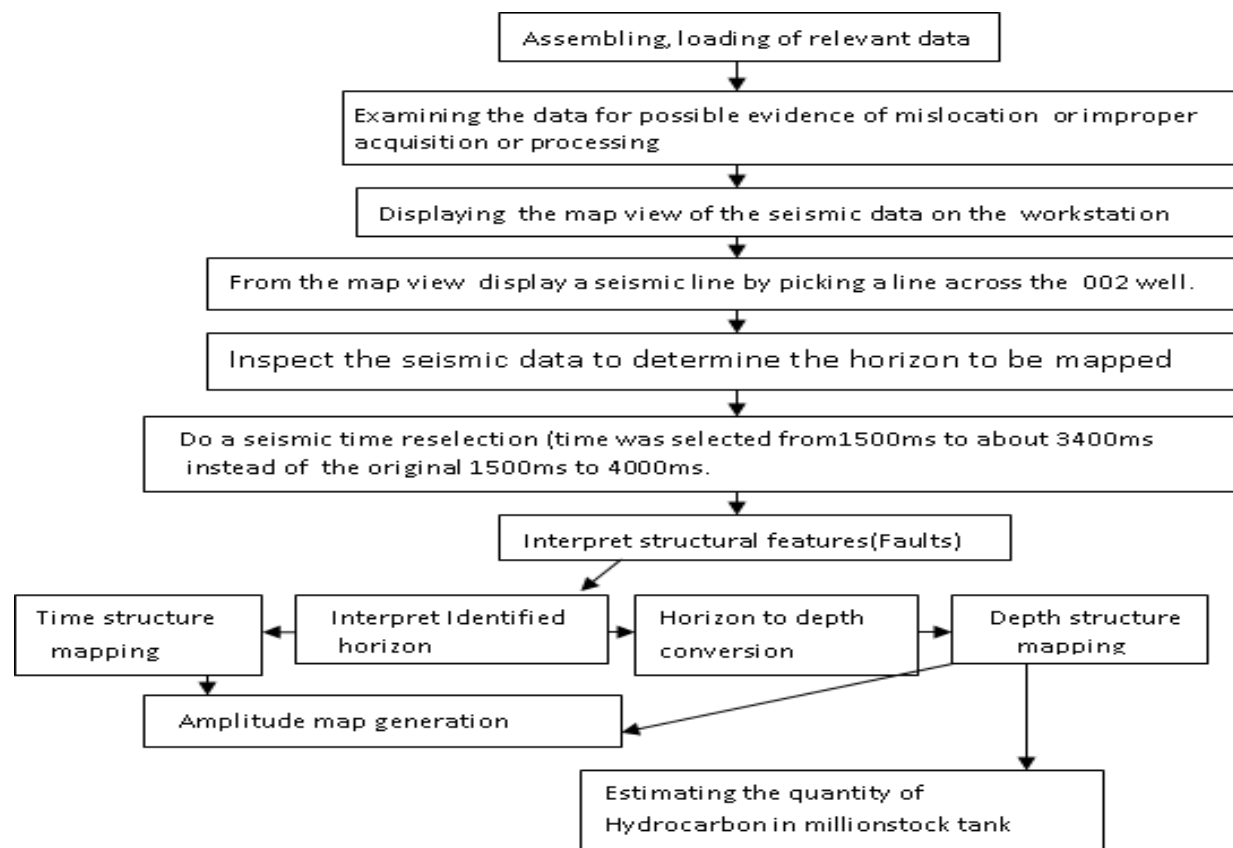 Assembling, loading of relevant data
Examining the data for possible evidence of mislocation or improper
acquisition or processing
Displaying the map view of the seismic data on the workstation
From the map view display a seismic line by picking a line across the 002 well.
Inspect the seismic data to determine the horizon to be mapped
Do a seismic time reselection (time was selected from1500ms to about 3400ms
instead of the original 1500ms to 4000ms.
Interpret structural features(Faults)
Time structure
mapping
Interpret Identified
horizon
Horizon to depth
conversion
Depth structure
mapping
Amplitude map generation
Estimating the quantity of
Hydrocarbon in millionstock tank